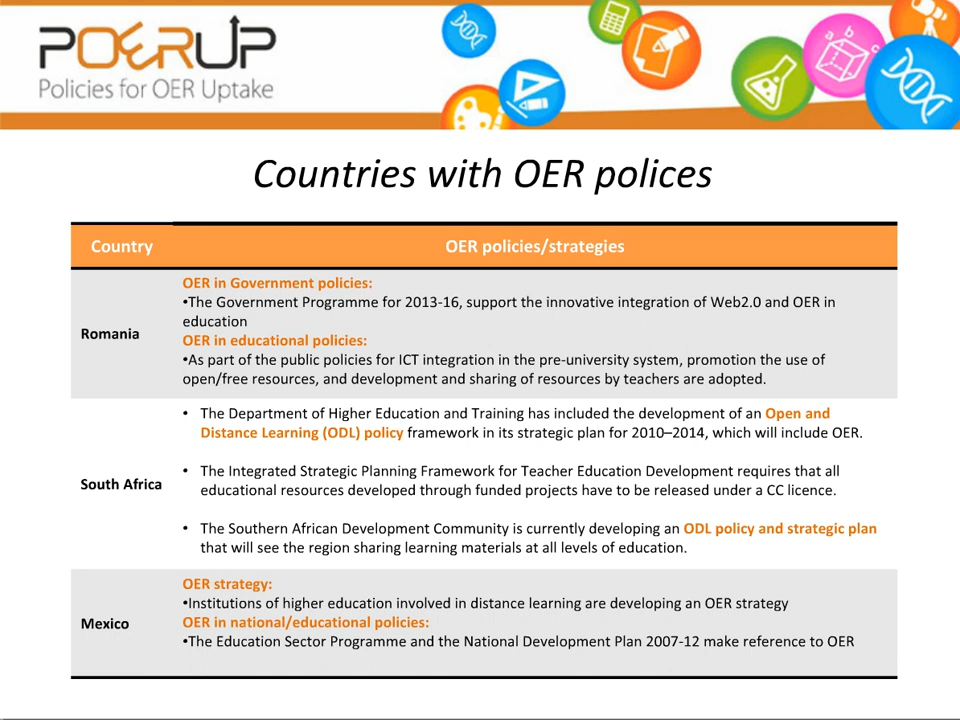 POERUP
Policies for OER Uptake
a b c
Countries with OER polices
Country OER policies/strategies
OER in Government policies:
•The Government Programme for 2013-16, support the innovative integration of Web2.0 and OER in
education
Romania
OER in educational policies:
•As part of the public policies for ICT integration in the pre-university system, promotion the use of
open/free resources, and development and sharing of resources by teachers are adopted.
• The Department of Higher Education and Training has included the development of an Open and
Distance Learning (ODL) policy framework in its strategic plan for 2010–2014, which will include OER.
• The Integrated Strategic Planning Framework for Teacher Education Development requires that all
South Africa
educational resources developed through funded projects have to be released under a CC licence.
• The Southern African Development Community is currently developing an ODL policy and strategic plan
that will see the region sharing learning materials at all levels of education.
OER strategy:
•Institutions of higher education involved in distance learning are developing an OER strategy
Mexico
OER in national/educational policies:
•The Education Sector Programme and the National Development Plan 2007-12 make reference to OER